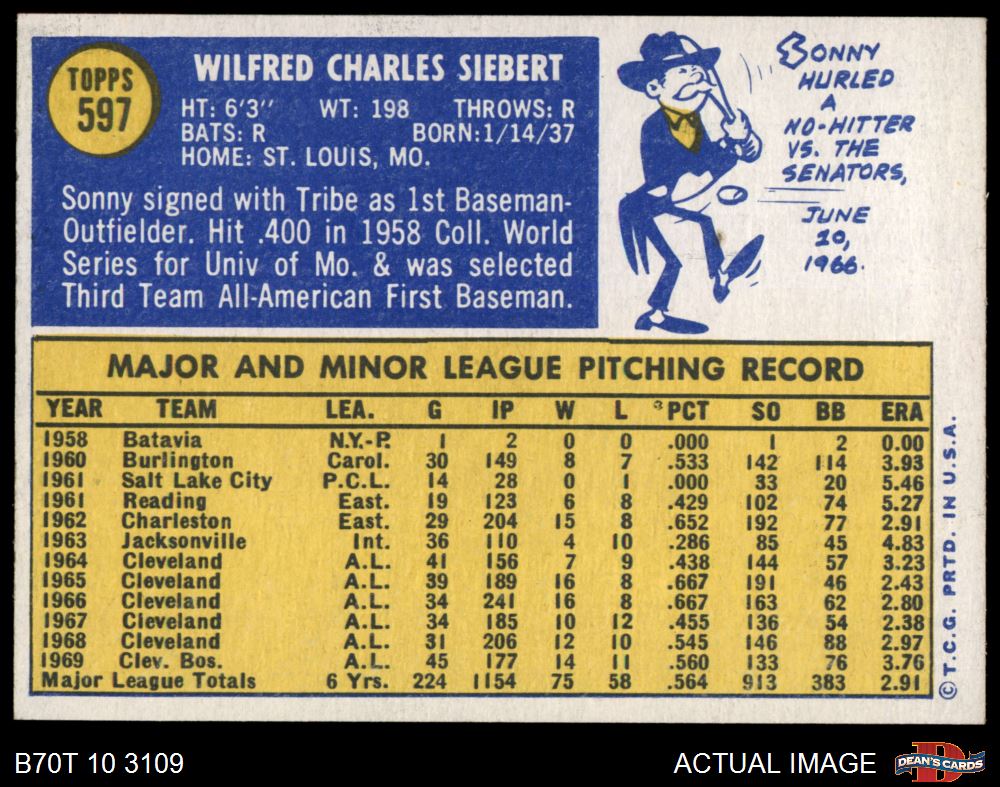 TOPPS
597
WILFRED CHARLES SIEBERT
HT: 6'3" WT: 198 THROWS: R
BATS: R BORN: 1/14/37
HOME: ST. LOUIS, MO.
Sonny signed with Tribe as 1st Baseman-
Outfielder. Hit .400 in 1958 Coll. World
Series for Univ of Mo. & was selected
Third Team All-American First Baseman.
SONNY
HURLED
A
NO-HITTER
VS. THE
SENATORS,
JUNE
10,
1966.
MAJOR AND MINOR LEAGUE PITCHING RECORD
YEAR TEAM LEA. G IP W L PCT SO BB ERA
1958 Batavia N.Y.-P. 1 2 0 0 .000 1 2 0.00
1960 Burlington Carol. 30 149 8 7 .533 142 114 3.93
1961 Salt Lake City P.C.L. 14 28 0 1 .000 33 20 5.46
1961 Reading East. 19 123 6 8 .429 102 74 5.27
1962 Charleston East. 29 204 15 8 .652 192 77 2.91
1963 Jacksonville Int. 36 110 4 10 .286 85 45 4.83
1964 Cleveland A.L. 41 156 7 9 .438 144 57 3.23
1965 Cleveland A.L. 39 189 16 8 .667 191 46 2.43
1966 Cleveland A.L. 34 241 16 8 .667 163 62 2.80
1967 Cleveland A.L. 34 185 10 12 .455 136 54 2.38
1968 Cleveland A.L. 31 206 12 10 .545 146 88 2.97
1969 Clev. Bos. A.L. 45 177 14 11 .560 133 76 3.76
Major League Totals 6 Yrs. 224 1154 75 58 .564 913 383 2.91
© T.C.G. PRTD. IN U.S.A.
B70T 10 3109
ACTUAL IMAGE
D
DEAN'S CARDS